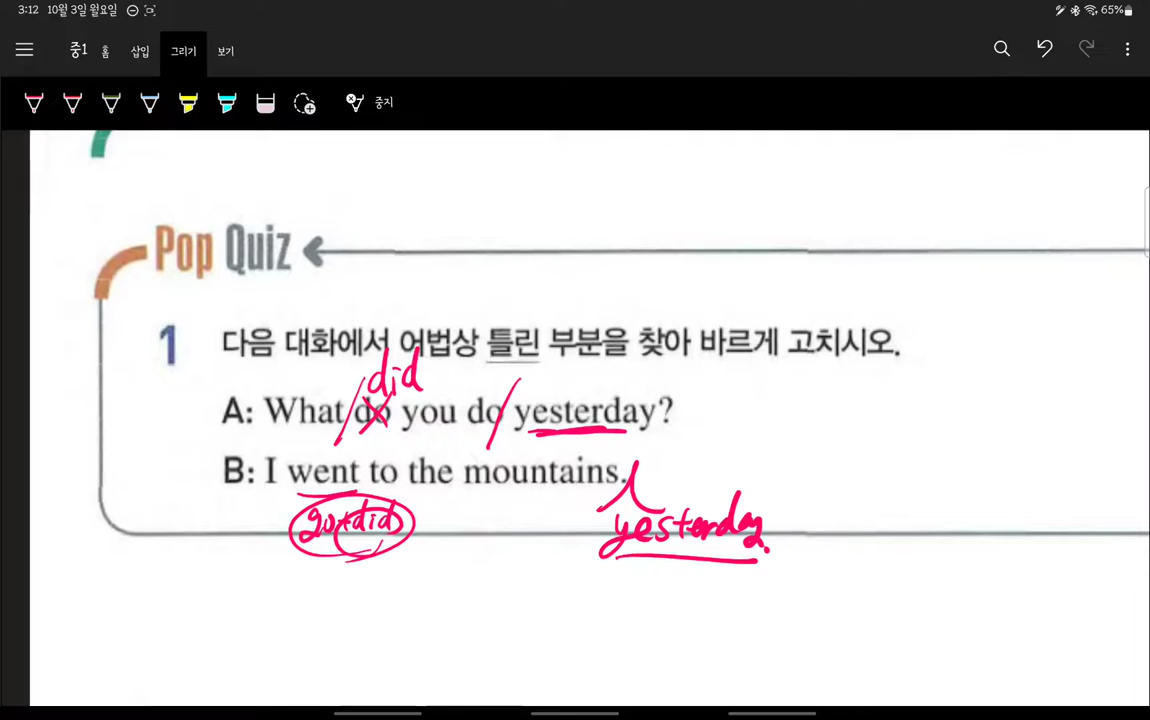 3:12 10월 3일 월요일 65%
중1 홈 삽입 그리기 보기
중지
Pop Quiz
1 다음 대화에서 어법상 틀린 부분을 찾아 바르게 고치시오.
did
A: What do you do yesterday?
B: I went to the mountains.
go+did
yesterday.